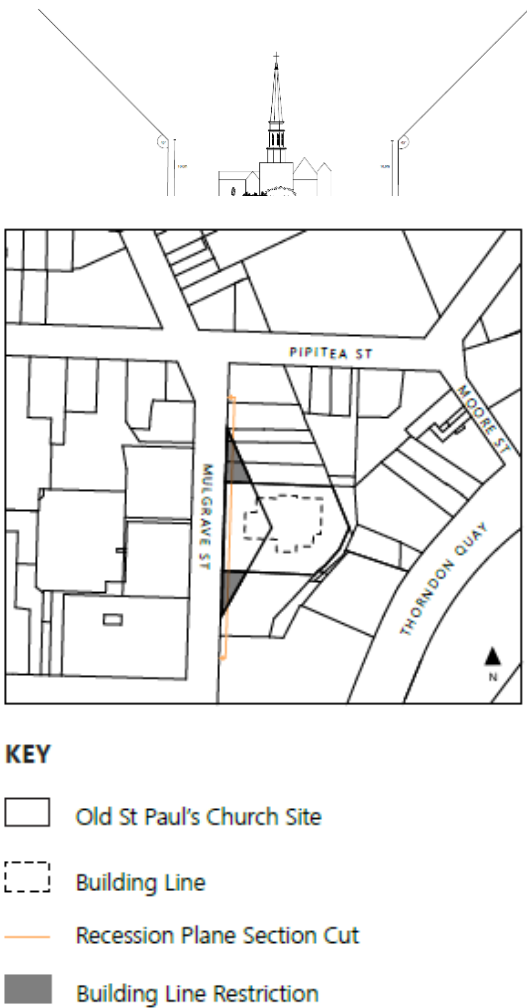 PIPITEA ST
MOORE ST
MULGRAVE ST
THORNDON QUAY
N
KEY
Old St Paul's Church Site
Building Line
Recession Plane Section Cut
Building Line Restriction